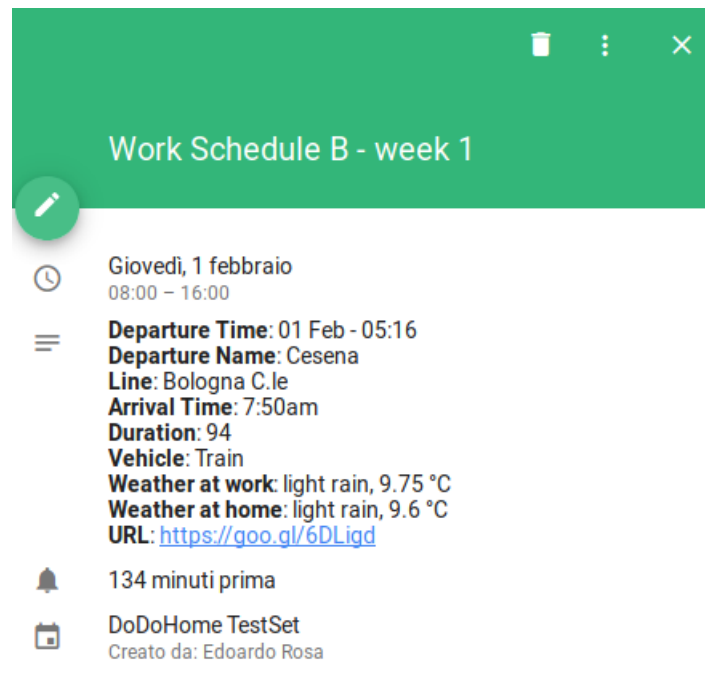 Work Schedule B - week 1
Giovedì, 1 febbraio
08:00 – 16:00
Departure Time: 01 Feb - 05:16
Departure Name: Cesena
Line: Bologna C.le
Arrival Time: 7:50am
Duration: 94
Vehicle: Train
Weather at work: light rain, 9.75 °C
Weather at home: light rain, 9.6 °C
URL: https://goo.gl/6DLigd
134 minuti prima
DoDoHome TestSet
Creato da: Edoardo Rosa